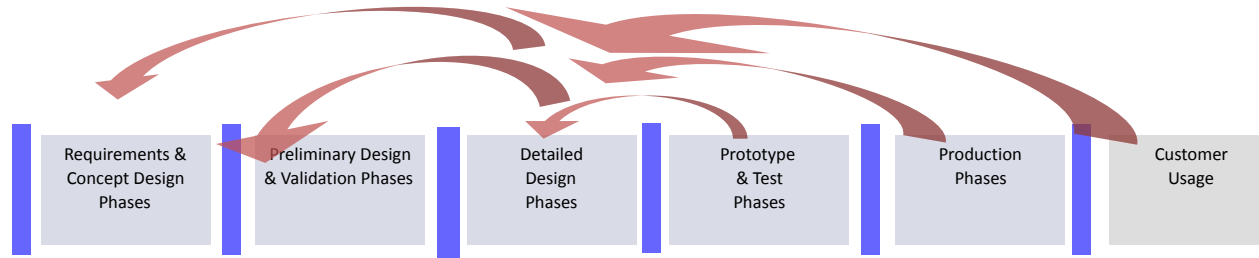 Requirements &
Concept Design
Phases
Preliminary Design
& Validation Phases
Detailed
Design
Phases
Prototype
& Test
Phases
Production
Phases
Customer
Usage